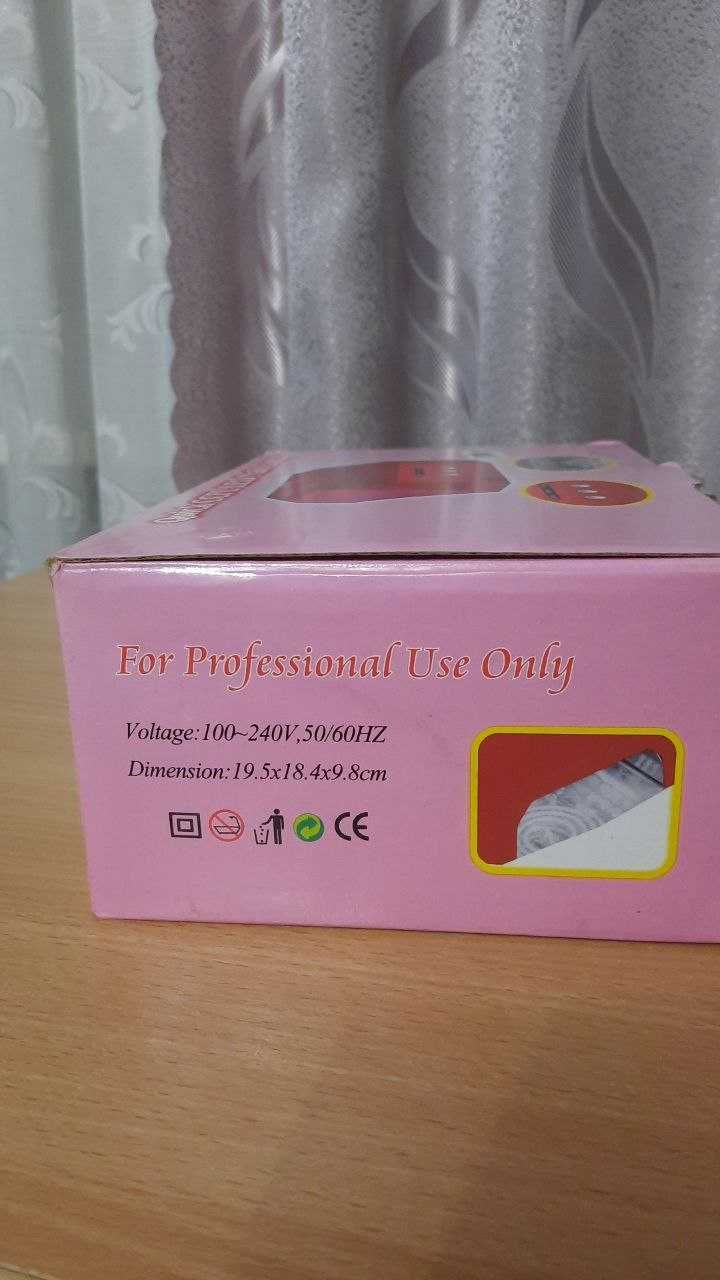 For Professional Use Only
Voltage:100~240V,50/60HZ
Dimension:19.5x18.4x9.8cm
CE